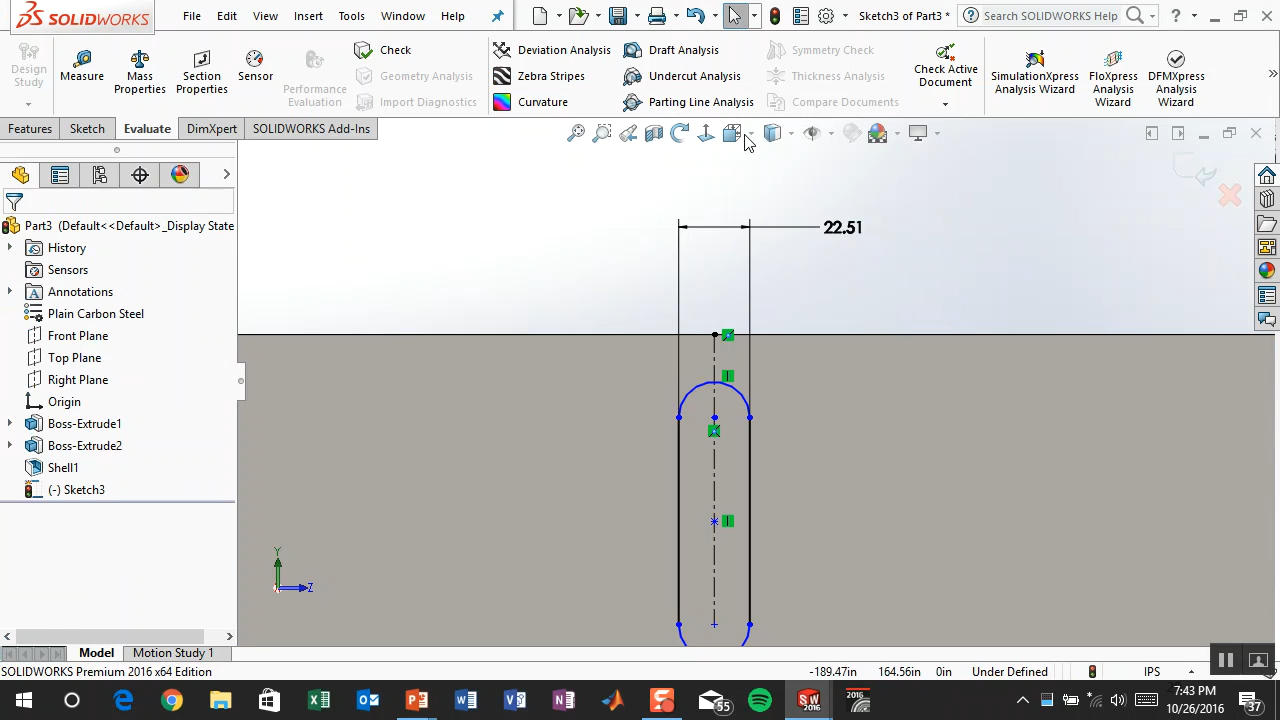 SOLIDWORKS File Edit View Insert Tools Window Help Sketch3 of Part3 * Search SOLIDWORKS Help
Design Study
Measure
Mass Properties
Section Properties
Sensor
Performance Evaluation
Check
Geometry Analysis
Import Diagnostics
Deviation Analysis
Zebra Stripes
Curvature
Draft Analysis
Undercut Analysis
Parting Line Analysis
Symmetry Check
Thickness Analysis
Compare Documents
Check Active Document
SimulationXpress Analysis Wizard
FloXpress Analysis Wizard
DFMXpress Analysis Wizard
Features Sketch Evaluate DimXpert SOLIDWORKS Add-Ins
Part3 (Default<<Default>_Display State
History
Sensors
Annotations
Plain Carbon Steel
Front Plane
Top Plane
Right Plane
Origin
Boss-Extrude1
Boss-Extrude2
Shell1
(-) Sketch3
22.51
Y
Z
Model Motion Study 1
SOLIDWORKS Premium 2016 x64 Edition -189.47in 164.56in 0in Under Defined IPS
55
SW 2016
2016
7:43 PM
10/26/2016
37